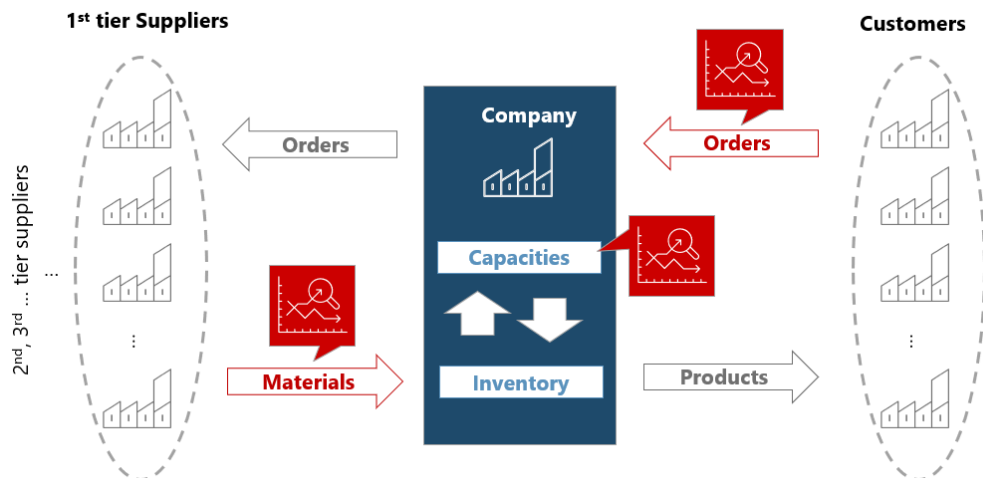 1st tier Suppliers
Customers
Company
Orders
Orders
2nd, 3rd ... tier suppliers
...
Capacities
...
...
Materials
Inventory
Products